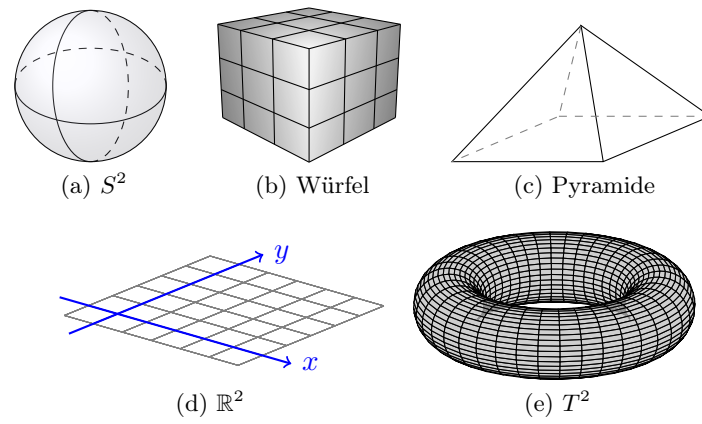 (a) S²
(b) Würfel
(c) Pyramide
y
x
(d) ℝ²
(e) T²